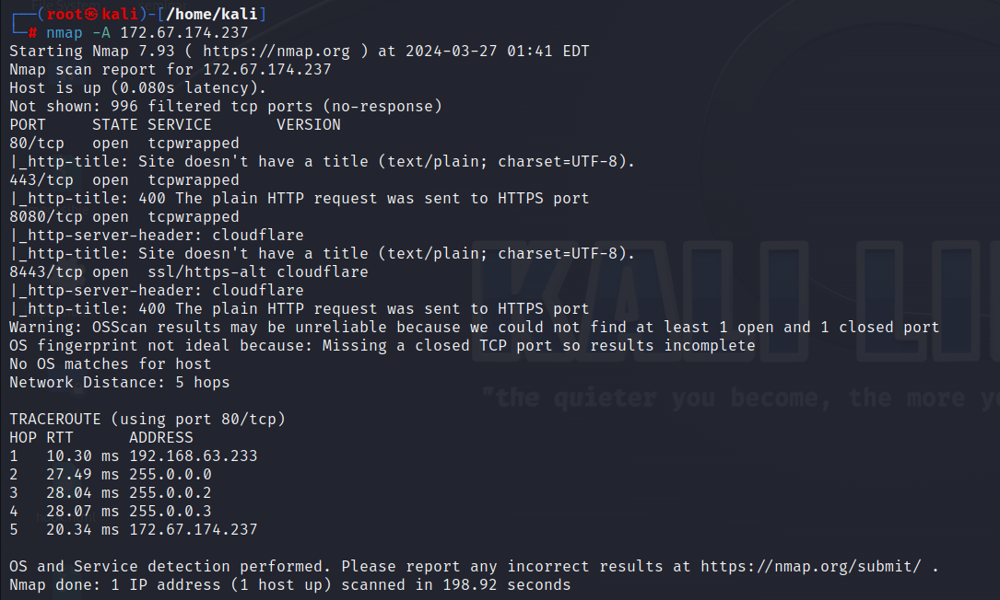 ┌──(root㉿kali)-[/home/kali]
└─# nmap -A 172.67.174.237
Starting Nmap 7.93 ( https://nmap.org ) at 2024-03-27 01:41 EDT
Nmap scan report for 172.67.174.237
Host is up (0.080s latency).
Not shown: 996 filtered tcp ports (no-response)
PORT     STATE SERVICE       VERSION
80/tcp   open  tcpwrapped
|_http-title: Site doesn't have a title (text/plain; charset=UTF-8).
443/tcp  open  tcpwrapped
|_http-title: 400 The plain HTTP request was sent to HTTPS port
8080/tcp open  tcpwrapped
|_http-server-header: cloudflare
|_http-title: Site doesn't have a title (text/plain; charset=UTF-8).
8443/tcp open  ssl/https-alt cloudflare
|_http-server-header: cloudflare
|_http-title: 400 The plain HTTP request was sent to HTTPS port
Warning: OSScan results may be unreliable because we could not find at least 1 open and 1 closed port
OS fingerprint not ideal because: Missing a closed TCP port so results incomplete
No OS matches for host
Network Distance: 5 hops
TRACEROUTE (using port 80/tcp)
HOP RTT      ADDRESS
1   10.30 ms 192.168.63.233
2   27.49 ms 255.0.0.0
3   28.04 ms 255.0.0.2
4   28.07 ms 255.0.0.3
5   20.34 ms 172.67.174.237
OS and Service detection performed. Please report any incorrect results at https://nmap.org/submit/ .
Nmap done: 1 IP address (1 host up) scanned in 198.92 seconds
KALI LI
"the quieter you become, the more y